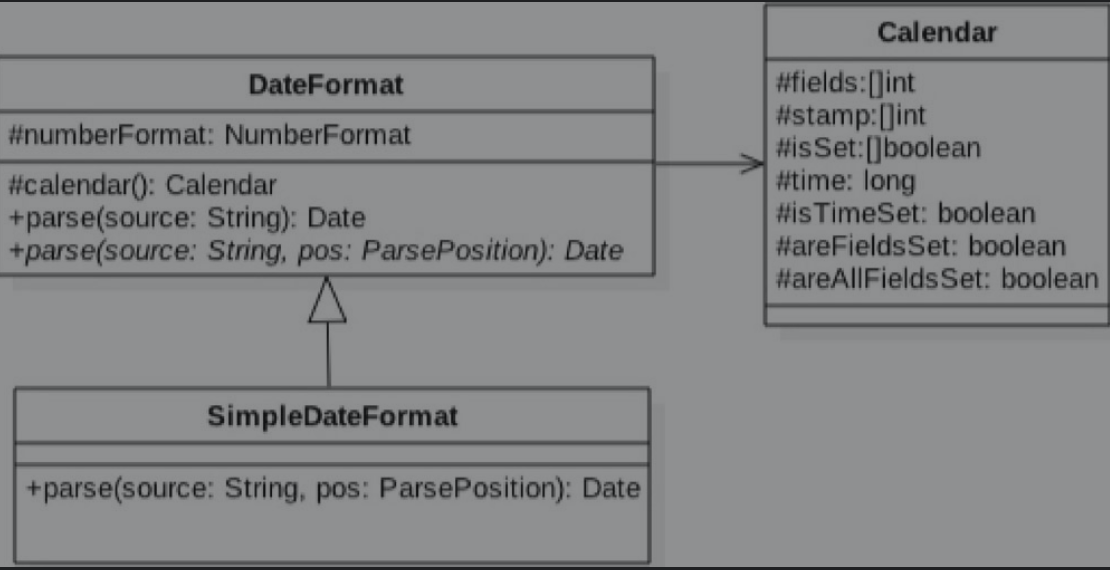 DateFormat
#numberFormat: NumberFormat
#calendar(): Calendar
+parse(source: String): Date
+parse(source: String, pos: ParsePosition): Date
Calendar
#fields:[]int
#stamp:[]int
#isSet:[]boolean
#time: long
#isTimeSet: boolean
#areFieldsSet: boolean
#areAllFieldsSet: boolean
SimpleDateFormat
+parse(source: String, pos: ParsePosition): Date